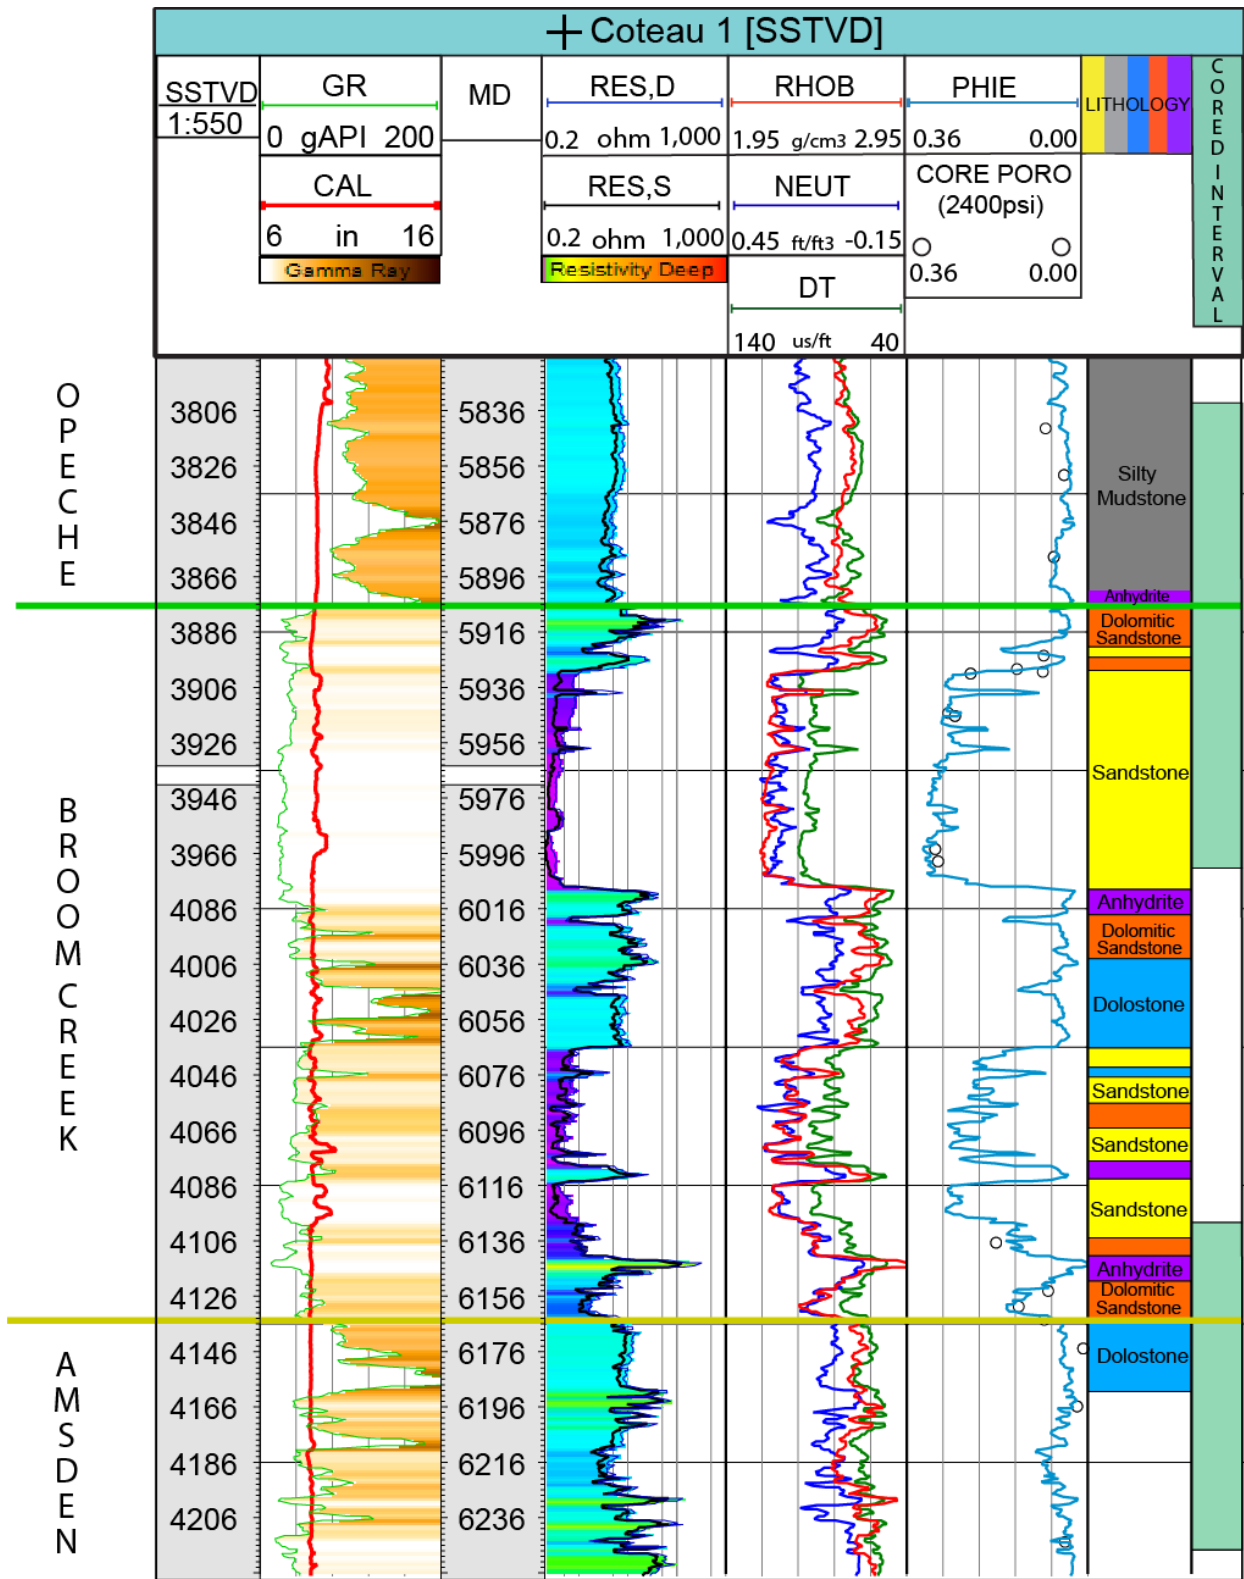 Coteau 1 [SSTVD]
SSTVD
1:550
GR
0 gAPI 200
CAL
6 in 16
Gamma Ray
MD
RES,D
0.2 ohm 1,000
RES,S
0.2 ohm 1,000
Resistivity Deep
RHOB
1.95 g/cm3 2.95
NEUT
0.45 ft/ft3 -0.15
DT
140 us/ft 40
PHIE
0.36 0.00
CORE PORO
(2400psi)
0.36 0.00
LITHOLOGY
CORED INTERVAL
OPECHE
BROOM CREEK
AMSDEN
3806 5836
3826 5856
3846 5876
3866 5896
3886 5916
3906 5936
3926 5956
3946 5976
3966 5996
4086 6016
4006 6036
4026 6056
4046 6076
4066 6096
4086 6116
4106 6136
4126 6156
4146 6176
4166 6196
4186 6216
4206 6236
Silty
Mudstone
Anhydrite
Dolomitic
Sandstone
Sandstone
Anhydrite
Dolomitic
Sandstone
Dolostone
Sandstone
Sandstone
Sandstone
Anhydrite
Dolomitic
Sandstone
Dolostone